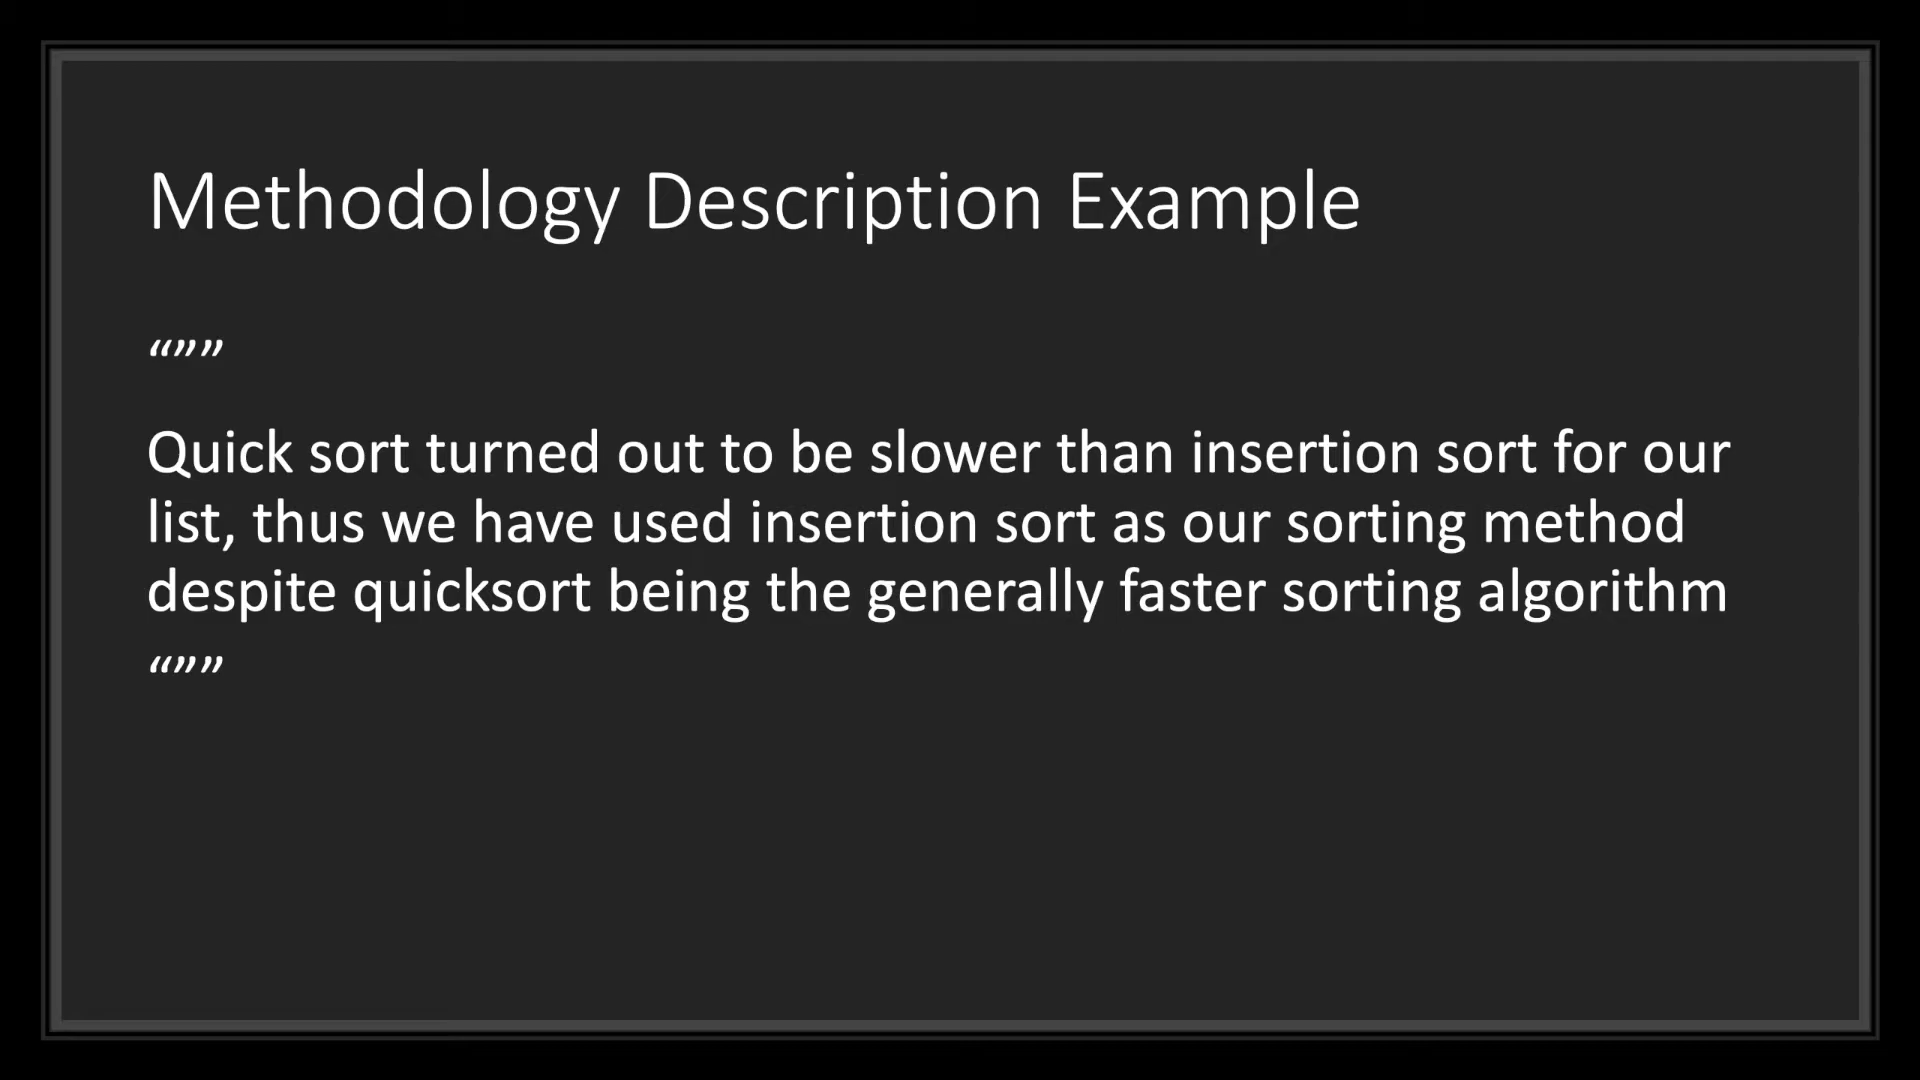 Methodology Description Example
“””
Quick sort turned out to be slower than insertion sort for our
list, thus we have used insertion sort as our sorting method
despite quicksort being the generally faster sorting algorithm
“””